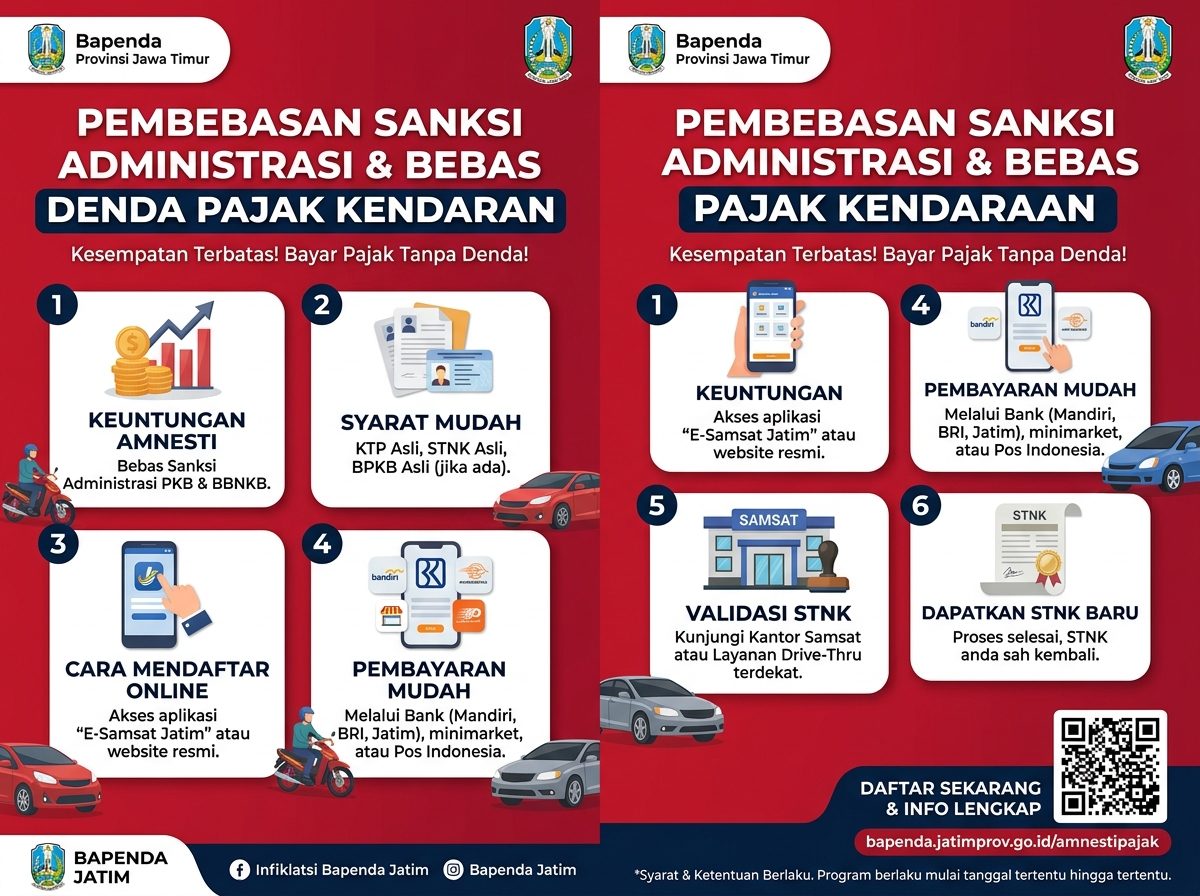 Bapenda
Provinsi Jawa Timur
PEMBEBASAN SANKSI
ADMINISTRASI & BEBAS
DENDA PAJAK KENDARAN
Kesempatan Terbatas! Bayar Pajak Tanpa Denda!
1
KEUNTUNGAN
AMNESTI
Bebas Sanksi
Administrasi PKB & BBNKB.
2
SYARAT MUDAH
KTP Asli, STNK Asli,
BPKB Asli (jika ada).
3
CARA MENDAFTAR
ONLINE
Akses aplikasi
“E-Samsat Jatim” atau
website resmi.
4
mandiri
PEMBAYARAN
MUDAH
Melalui Bank (Mandiri,
BRI, Jatim), minimarket,
atau Pos Indonesia.
BAPENDA
JATIM
Infiklatsi Bapenda Jatim
Bapenda Jatim
Bapenda
Provinsi Jawa Timur
PEMBEBASAN SANKSI
ADMINISTRASI & BEBAS
PAJAK KENDARAAN
Kesempatan Terbatas! Bayar Pajak Tanpa Denda!
1
KEUNTUNGAN
Akses aplikasi
“E-Samsat Jatim” atau
website resmi.
4
mandiri
PEMBAYARAN MUDAH
Melalui Bank (Mandiri,
BRI, Jatim), minimarket,
atau Pos Indonesia.
5
SAMSAT
VALIDASI STNK
Kunjungi Kantor Samsat
atau Layanan Drive-Thru
terdekat.
6
STNK
DAPATKAN STNK BARU
Proses selesai, STNK
anda sah kembali.
DAFTAR SEKARANG
& INFO LENGKAP
bapenda.jatimprov.go.id/amnestipajak
*Syarat & Ketentuan Berlaku. Program berlaku mulai tanggal tertentu hingga tertentu.